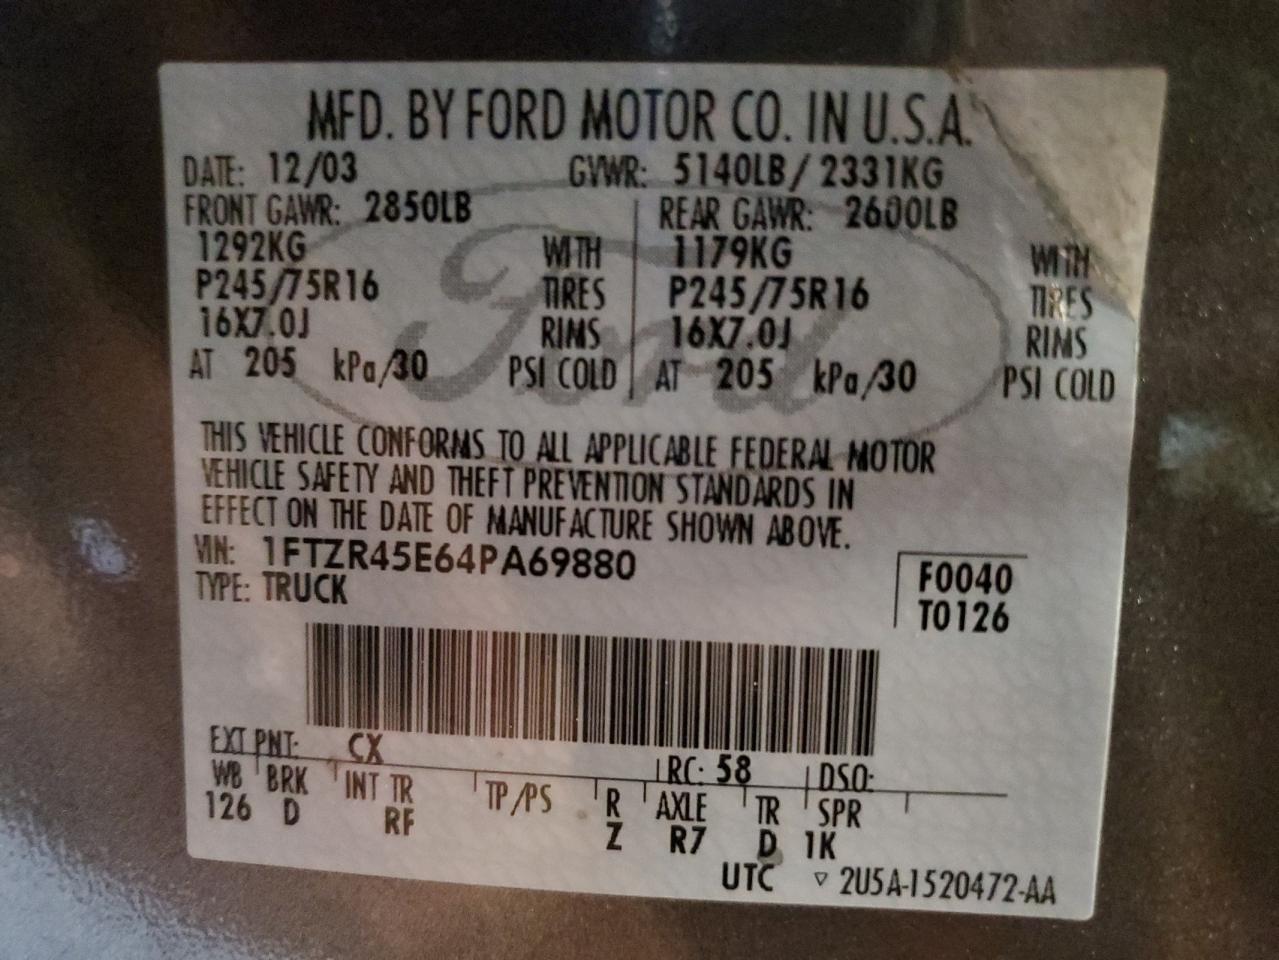 MFD. BY FORD MOTOR CO. IN U.S.A.
DATE: 12/03 GVWR: 5140LB/2331KG
FRONT GAWR: 2850LB REAR GAWR: 2600LB
1292KG WITH 1179KG WITH
P245/75R16 TIRES P245/75R16 TIRES
16X7.0J RIMS 16X7.0J RIMS
AT 205 kPa/30 PSI COLD AT 205 kPa/30 PSI COLD
Ford
THIS VEHICLE CONFORMS TO ALL APPLICABLE FEDERAL MOTOR
VEHICLE SAFETY AND THEFT PREVENTION STANDARDS IN
EFFECT ON THE DATE OF MANUFACTURE SHOWN ABOVE.
VIN: 1FTZR45E64PA69880
TYPE: TRUCK
F0040
T0126
EXT PNT: CX RC: 58 DSO:
WB BRK INT TR TP/PS R AXLE TR SPR
126 D RF Z R7 D 1K
UTC ▽ 2U5A-1520472-AA